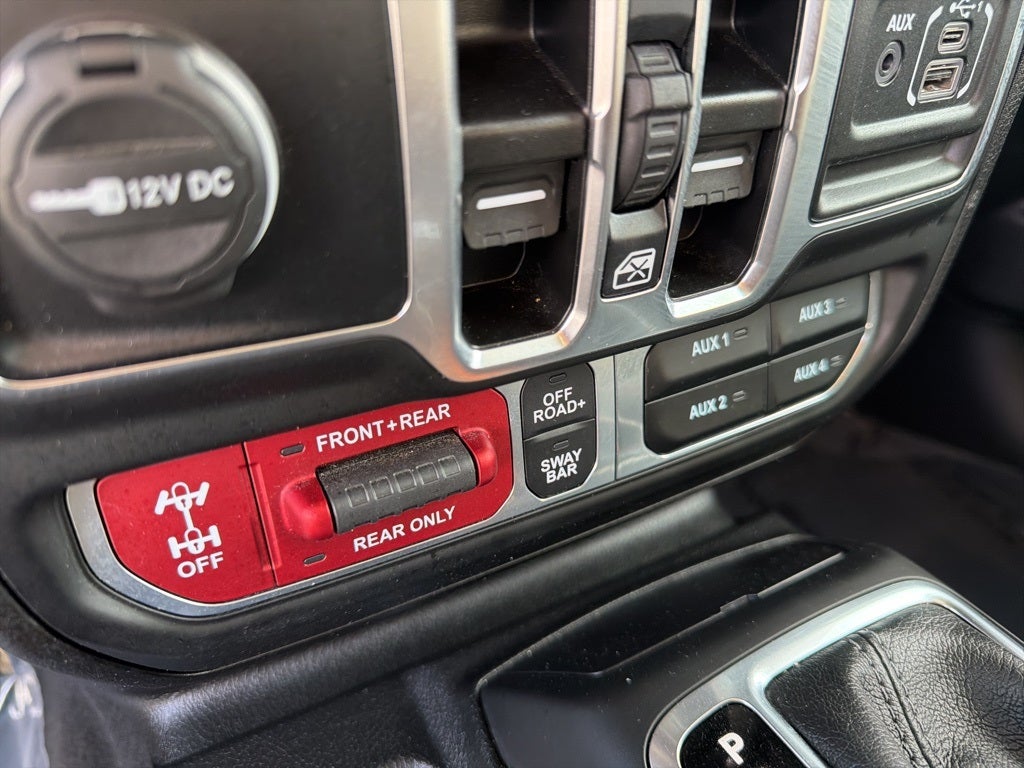 AUX
1
12V DC
AUX 1
AUX 3
AUX 2
AUX 4
OFF
ROAD+
SWAY
BAR
FRONT+REAR
REAR ONLY
OFF
P